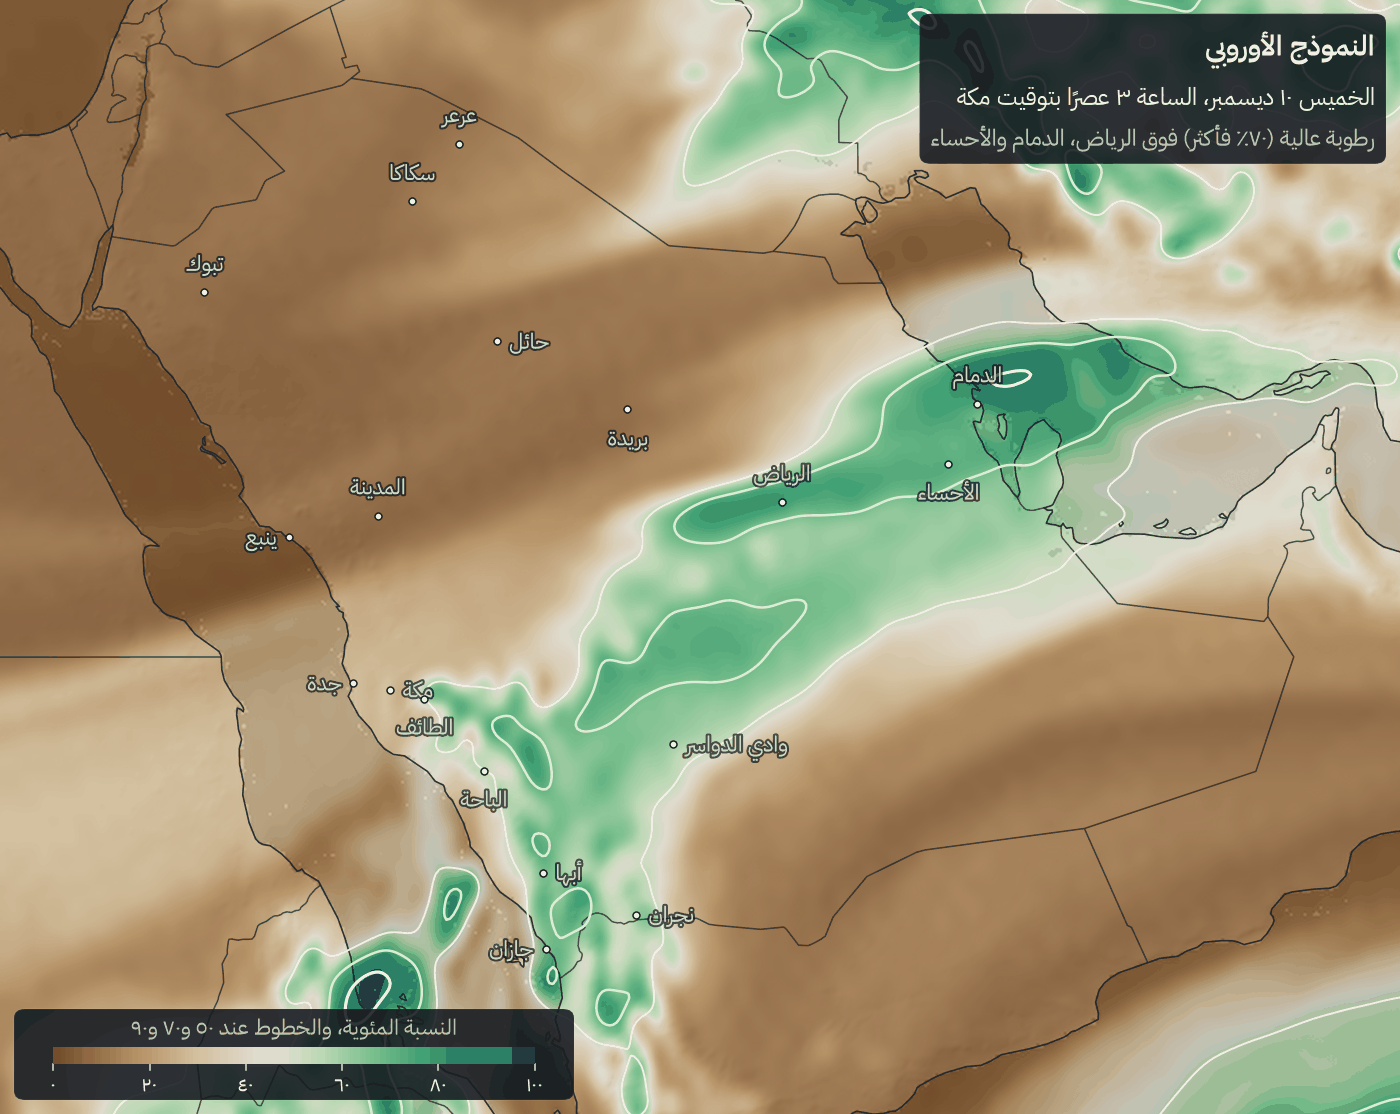 النموذج الأوروبي
الخميس ١٠ ديسمبر، الساعة ٣ عصرًا بتوقيت مكة
رطوبة عالية (٧٠٪ فأكثر) فوق الرياض، الدمام والأحساء
عرعر
سكاكا
تبوك
حائل
بريدة
الدمام
الرياض
الأحساء
المدينة
ينبع
جدة
مكة
الطائف
وادي الدواسر
الباحة
أبها
نجران
جازان
النسبة المئوية، والخطوط عند ٥٠ و٧٠ و٩٠
٠ ٢٠ ٤٠ ٦٠ ٨٠ ١٠٠